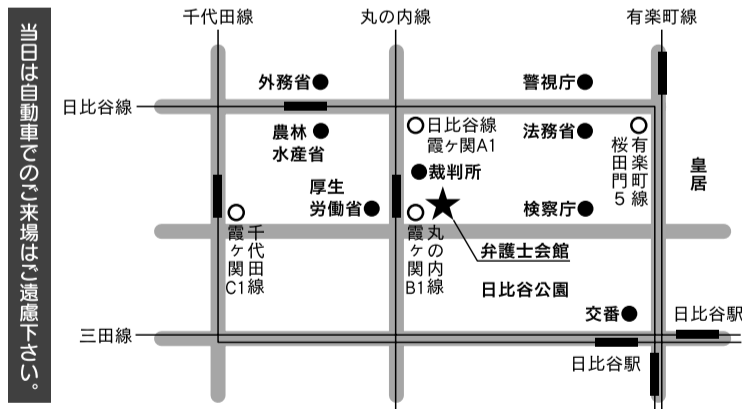 当日は自動車でのご来場はご遠慮下さい。
千代田線
丸の内線
有楽町線
外務省
警視庁
日比谷線
農林
水産省
日比谷線
霞ヶ関A1
法務省
有楽町線
桜田門5
皇居
裁判所
厚生
労働省
検察庁
千代田線
霞ヶ関C1
丸の内線
霞ヶ関B1
弁護士会館
日比谷公園
交番
日比谷駅
三田線
日比谷駅